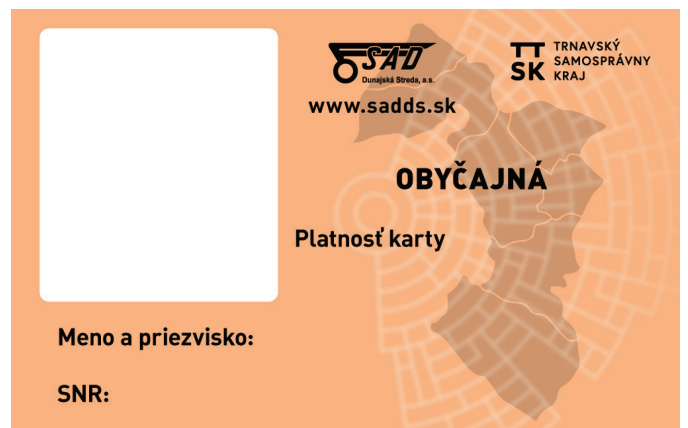 SAD
Dunajská Streda, a.s.
www.sadds.sk
TT
SK
TRNAVSKÝ
SAMOSPRÁVNY
KRAJ
OBYČAJNÁ
Platnosť karty
Meno a priezvisko:
SNR: